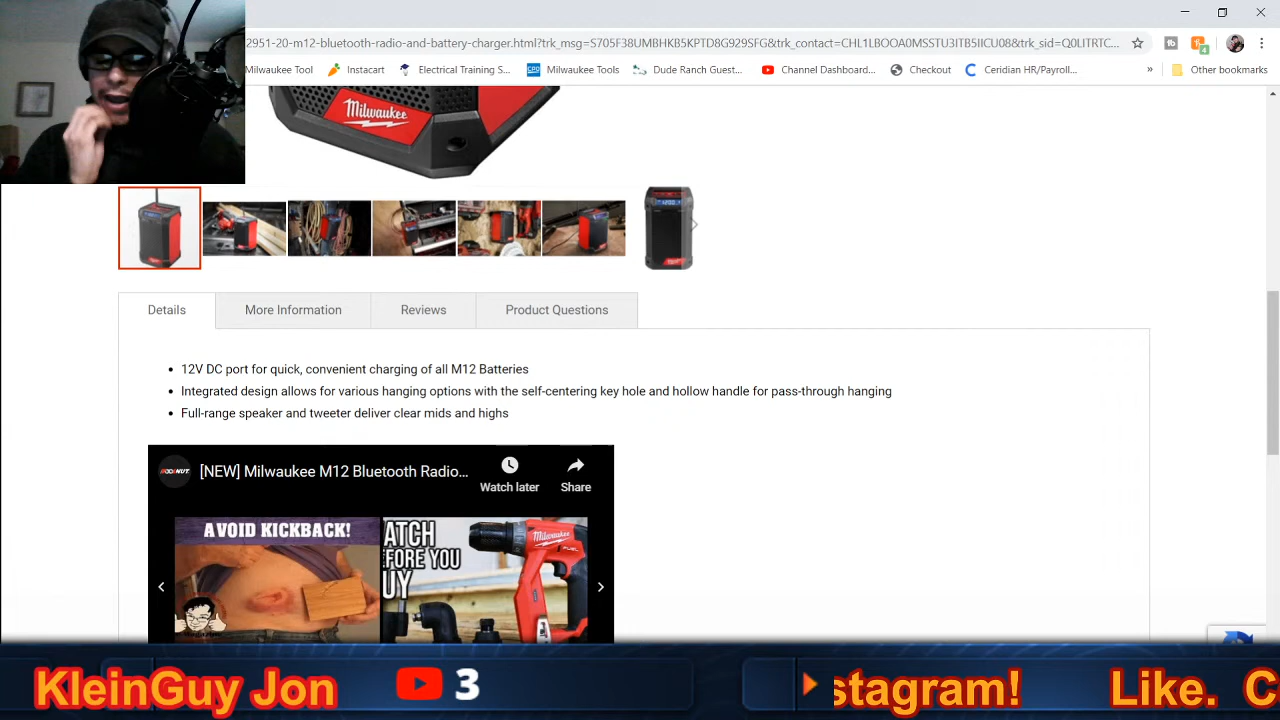 2951-20-m12-bluetooth-radio-and-battery-charger.html?trk_msg=S705F38UMBHKB5KPTD8G929SFG&trk_contact=CHL1LBOOA0MSSTU3ITB5IICU08&trk_sid=Q0LITRTC...
Milwaukee Tool Instacart Electrical Training S... CPO Milwaukee Tools Dude Ranch Guest... Channel Dashboard... Checkout Ceridian HR/Payroll... » Other bookmarks
Milwaukee
Details More Information Reviews Product Questions
• 12V DC port for quick, convenient charging of all M12 Batteries
• Integrated design allows for various hanging options with the self-centering key hole and hollow handle for pass-through hanging
• Full-range speaker and tweeter deliver clear mids and highs
[NEW] Milwaukee M12 Bluetooth Radio...
Watch later Share
AVOID KICKBACK!
ATCH
EFORE YOU
UY
Milwaukee
FUEL
KleinGuy Jon 3 stagram! Like. C